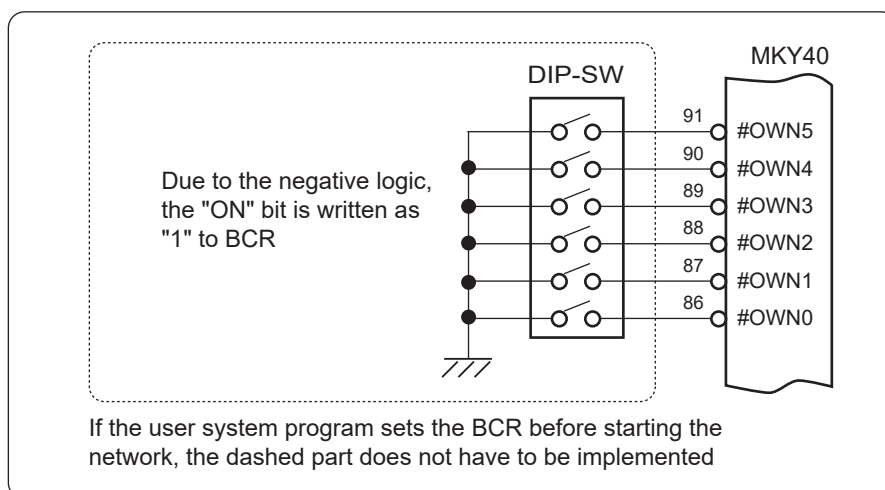 MKY40
DIP-SW
91 #OWN5
90 #OWN4
89 #OWN3
88 #OWN2
87 #OWN1
86 #OWN0
Due to the negative logic,
the "ON" bit is written as
"1" to BCR
If the user system program sets the BCR before starting the
network, the dashed part does not have to be implemented